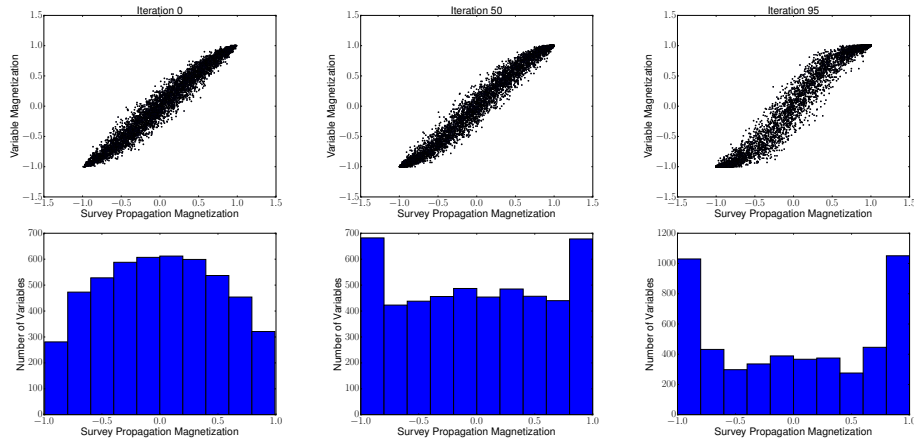 Iteration 0
1.5
1.0
0.5
0.0
−0.5
−1.0
−1.5
Variable Magnetization
−1.5 −1.0 −0.5 0.0 0.5 1.0 1.5
Survey Propagation Magnetization
Iteration 50
1.5
1.0
0.5
0.0
−0.5
−1.0
−1.5
Variable Magnetization
−1.5 −1.0 −0.5 0.0 0.5 1.0 1.5
Survey Propagation Magnetization
Iteration 95
1.5
1.0
0.5
0.0
−0.5
−1.0
−1.5
Variable Magnetization
−1.5 −1.0 −0.5 0.0 0.5 1.0 1.5
Survey Propagation Magnetization
700
600
500
400
300
200
100
0
Number of Variables
−1.0 −0.5 0.0 0.5 1.0
Survey Propagation Magnetization
700
600
500
400
300
200
100
0
Number of Variables
−1.0 −0.5 0.0 0.5 1.0
Survey Propagation Magnetization
1200
1000
800
600
400
200
0
Number of Variables
−1.0 −0.5 0.0 0.5 1.0
Survey Propagation Magnetization